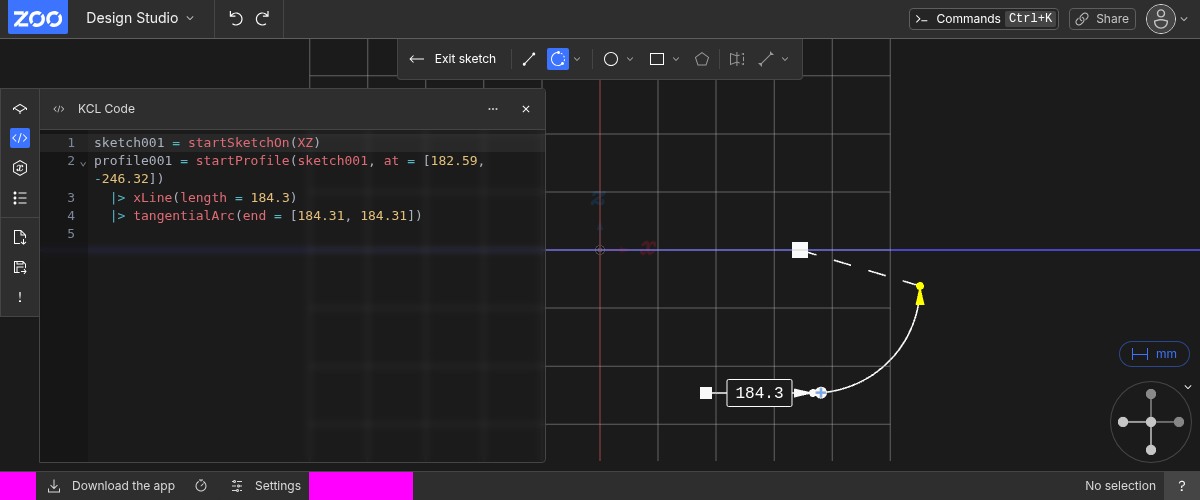 ZOO Design Studio Commands Ctrl+K Share
Exit sketch
KCL Code
1 sketch001 = startSketchOn(XZ)
2 profile001 = startProfile(sketch001, at = [182.59,
-246.32])
3 |> xLine(length = 184.3)
4 |> tangentialArc(end = [184.31, 184.31])
5
z
x
184.3
mm
Download the app Settings No selection ?